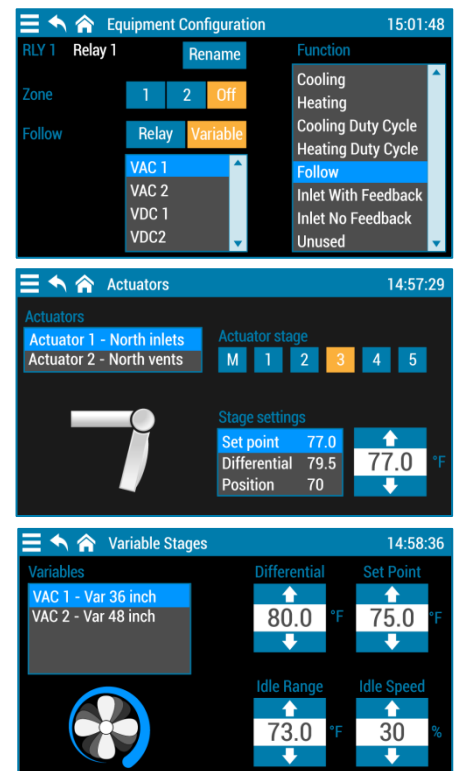 Equipment Configuration 15:01:48
RLY 1 Relay 1 Rename Function
Zone 1 2 Off
Follow Relay Variable
VAC 1
VAC 2
VDC 1
VDC2
Cooling
Heating
Cooling Duty Cycle
Heating Duty Cycle
Follow
Inlet With Feedback
Inlet No Feedback
Unused
Actuators 14:57:29
Actuators
Actuator 1 - North inlets
Actuator 2 - North vents
Actuator stage
M 1 2 3 4 5
Stage settings
Set point 77.0
Differential 79.5
Position 70
77.0 °F
Variable Stages 14:58:36
Variables
VAC 1 - Var 36 inch
VAC 2 - Var 48 inch
Differential Set Point
80.0 °F 75.0 °F
Idle Range Idle Speed
73.0 °F 30 %